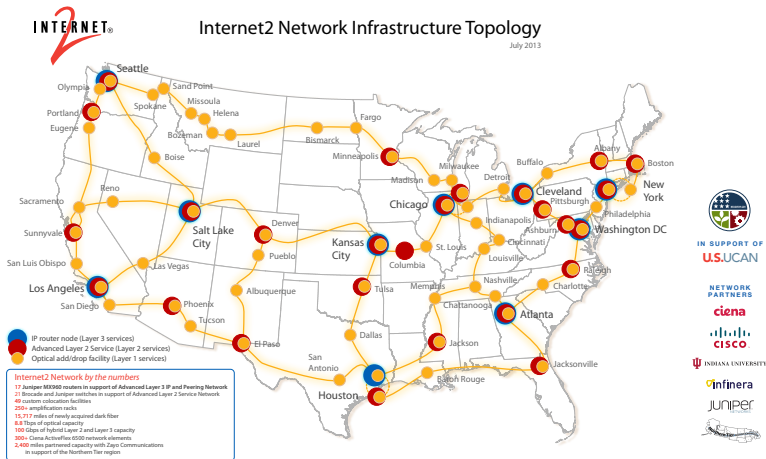 INTERNET®
2
Internet2 Network Infrastructure Topology
July 2013
Seattle
Olympia
Sand Point
Spokane
Missoula
Portland
Helena
Fargo
Eugene
Bozeman
Laurel
Bismarck
Albany
Boise
Minneapolis
Milwaukee
Buffalo
Boston
Madison
Detroit
Reno
Cleveland
New
York
Sacramento
Chicago
Pittsburgh
Philadelphia
Salt Lake
City
Denver
Indianapolis
Ashburn
Washington DC
Sunnyvale
Kansas
City
St. Louis
Cincinnati
Pueblo
Columbia
Louisville
San Luis Obispo
Las Vegas
Raleigh
Los Angeles
Albuquerque
Tulsa
Memphis
Nashville
Charlotte
San Diego
Phoenix
Chattanooga
Atlanta
Tucson
Dallas
Jackson
El Paso
San
Antonio
Baton Rouge
Jacksonville
Houston
IP router node (Layer 3 services)
Advanced Layer 2 Service (Layer 2 services)
Optical add/drop facility (Layer 1 services)
Internet2 Network by the numbers
17 Juniper MX960 routers in support of Advanced Layer 3 IP and Peering Network
21 Brocade and Juniper switches in support of Advanced Layer 2 Service Network
49 custom colocation facilities
250+ amplification racks
15,717 miles of newly acquired dark fiber
8.8 Tbps of optical capacity
100 Gbps of hybrid Layer 2 and Layer 3 capacity
300+ Ciena ActiveFlex 6500 network elements
2,400 miles partnered capacity with Zayo Communications
in support of the Northern Tier region
IN SUPPORT OF
U.S.UCAN
NETWORK
PARTNERS
ciena
CISCO
INDIANA UNIVERSITY
infinera
JUNIPER
NETWORKS